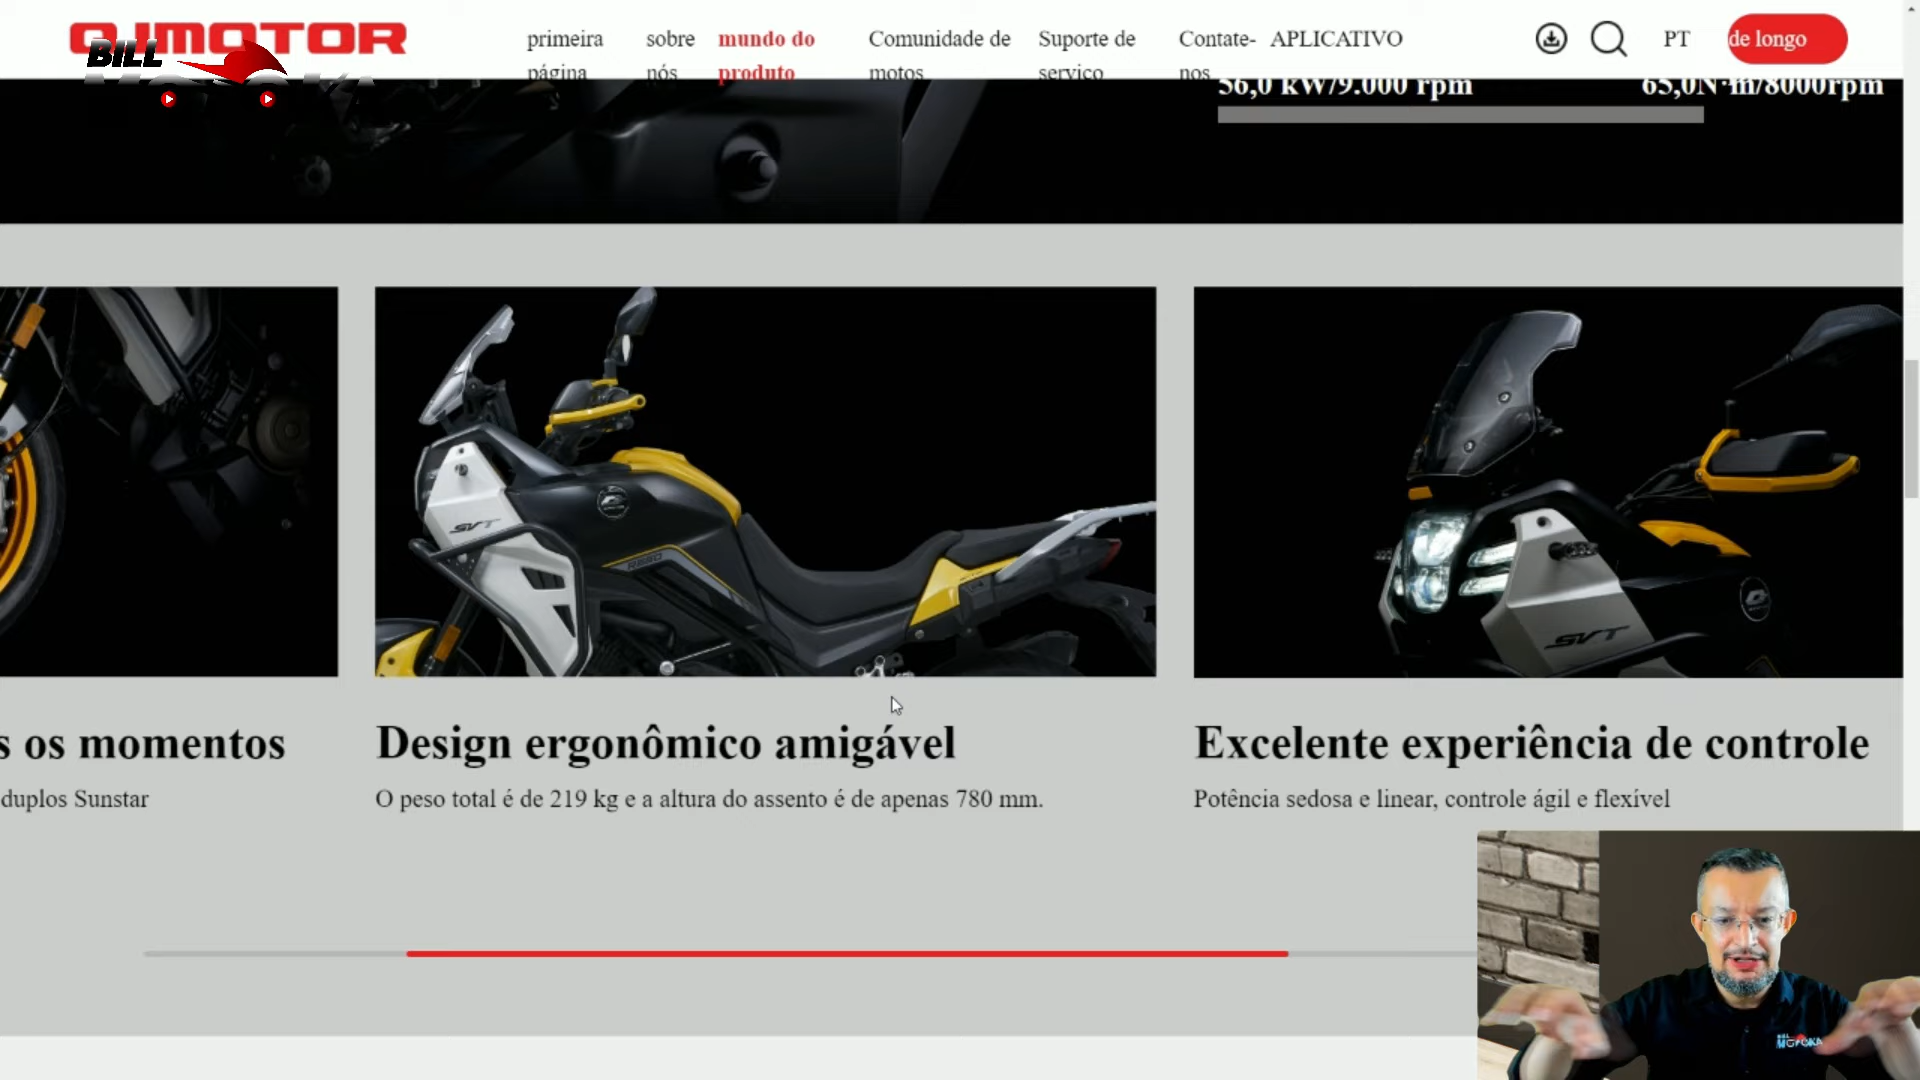 QJMOTOR
BILL
MOTOKA
primeira página
sobre nós
mundo do produto
Comunidade de motos
Suporte de serviço
Contate-nos
APLICATIVO
PT
de longo
56,0 kW/9.000 rpm
65,0N·m/8000rpm
SVT
SVT
s os momentos
Design ergonômico amigável
Excelente experiência de controle
duplos Sunstar
O peso total é de 219 kg e a altura do assento é de apenas 780 mm.
Potência sedosa e linear, controle ágil e flexível
BILL
MOTOKA